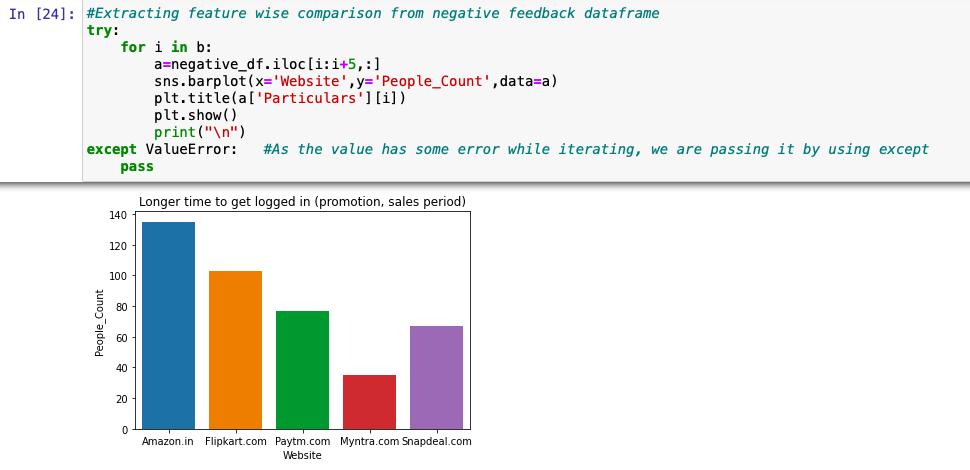 In [24]: #Extracting feature wise comparison from negative feedback dataframe
try:
    for i in b:
        a=negative_df.iloc[i:i+5,:]
        sns.barplot(x='Website',y='People_Count',data=a)
        plt.title(a['Particulars'][i])
        plt.show()
        print("\n")
except ValueError:   #As the value has some error while iterating, we are passing it by using except
    pass
Longer time to get logged in (promotion, sales period)
140
120
100
80
60
40
20
0
People_Count
Amazon.in Flipkart.com Paytm.com Myntra.com Snapdeal.com
Website